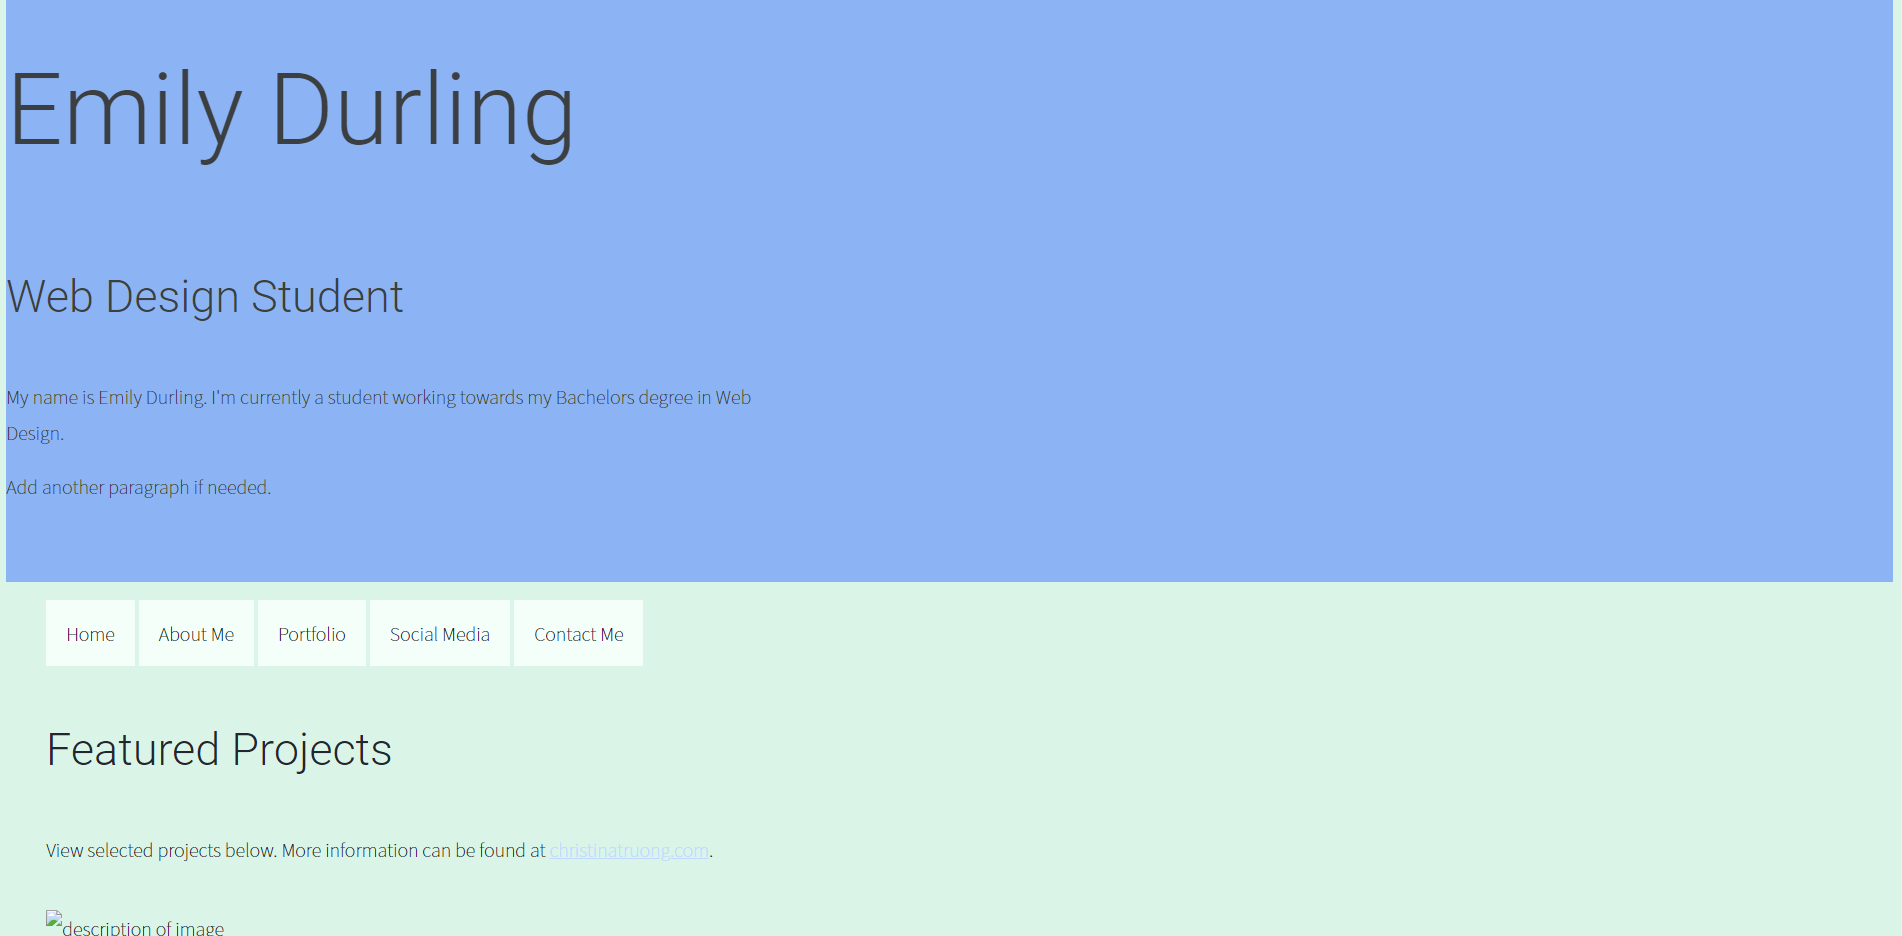 Emily Durling
Web Design Student
My name is Emily Durling. I'm currently a student working towards my Bachelors degree in Web
Design.
Add another paragraph if needed.
Home About Me Portfolio Social Media Contact Me
Featured Projects
View selected projects below. More information can be found at christinatruong.com.
description of image